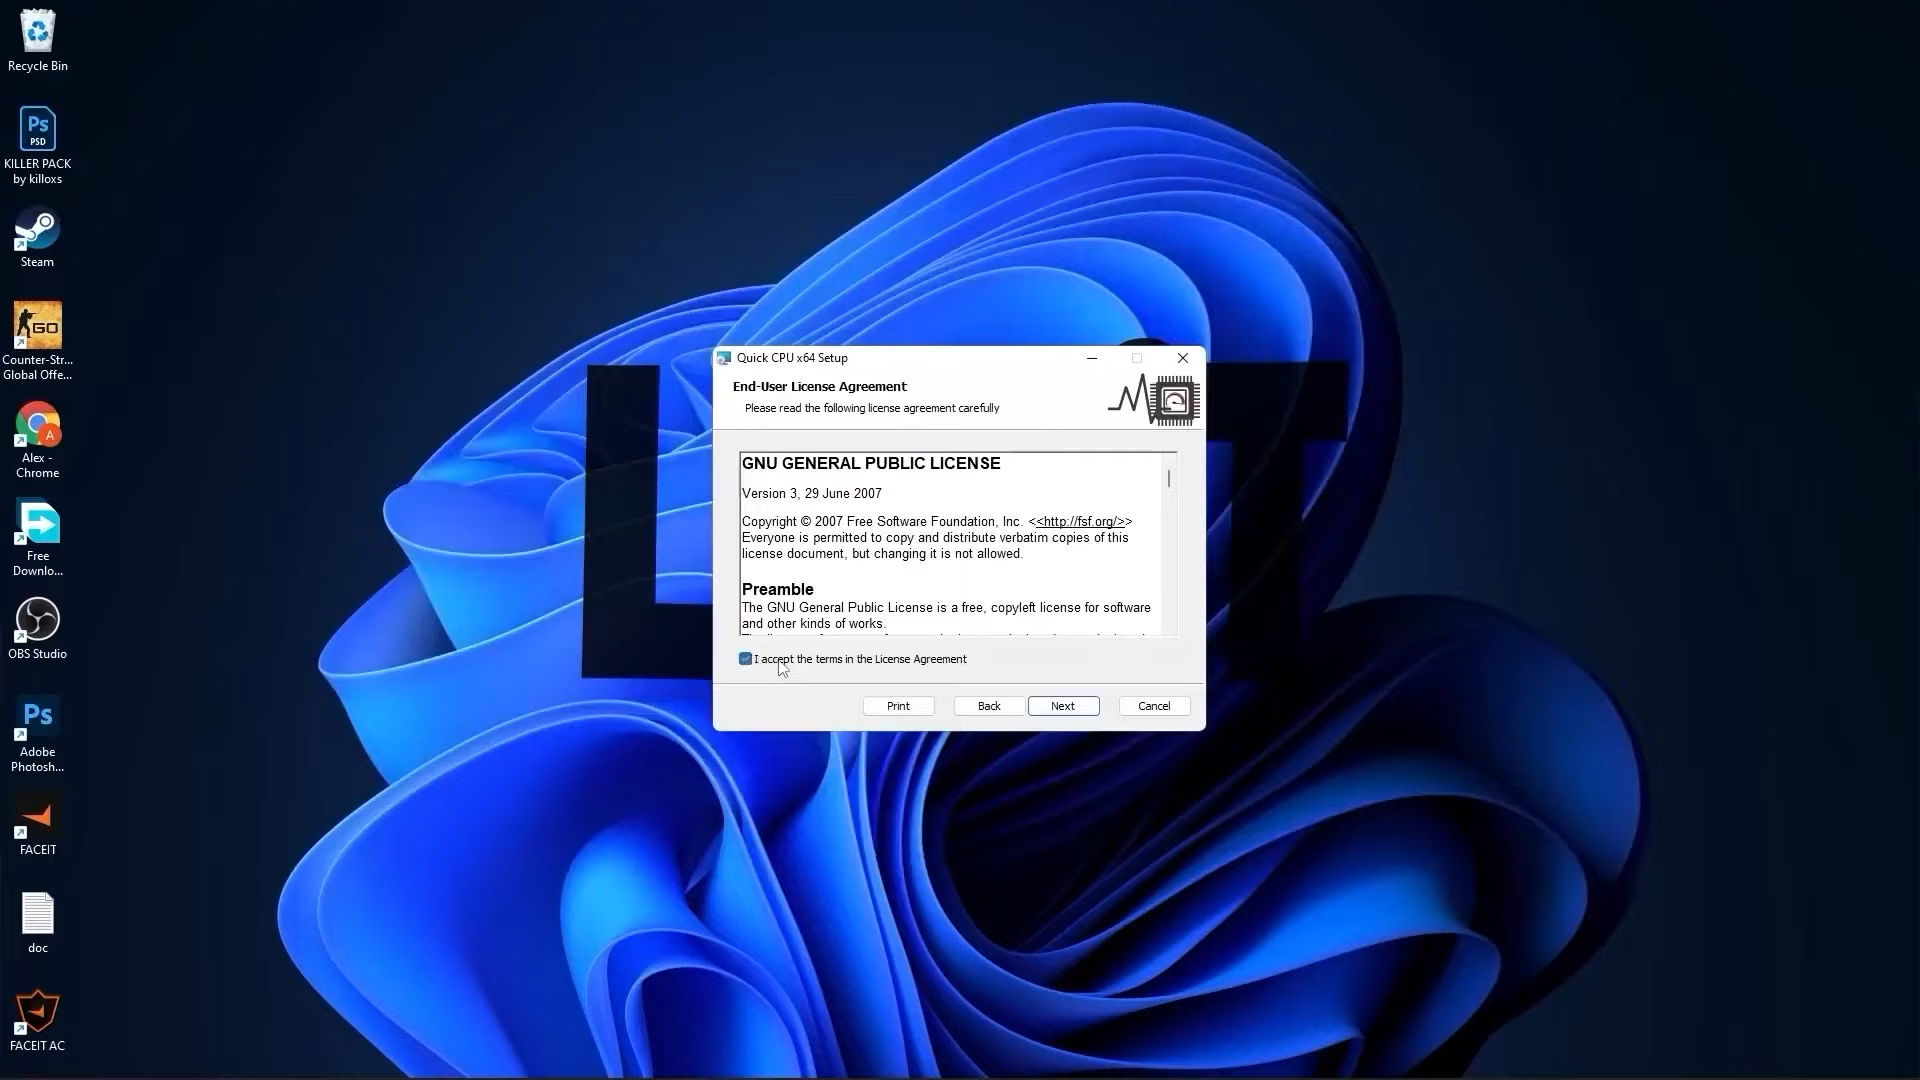 Recycle Bin
Ps
PSD
KILLER PACK
by killoxs
Steam
GO
Counter-Str...
Global Offe...
A
Alex -
Chrome
Free
Downlo...
OBS Studio
Ps
Adobe
Photosh...
FACEIT
doc
FACEIT AC
Quick CPU x64 Setup
End-User License Agreement
Please read the following license agreement carefully
GNU GENERAL PUBLIC LICENSE
Version 3, 29 June 2007
Copyright © 2007 Free Software Foundation, Inc. <<http://fsf.org/>>
Everyone is permitted to copy and distribute verbatim copies of this
license document, but changing it is not allowed.
Preamble
The GNU General Public License is a free, copyleft license for software
and other kinds of works.
I accept the terms in the License Agreement
Print
Back
Next
Cancel